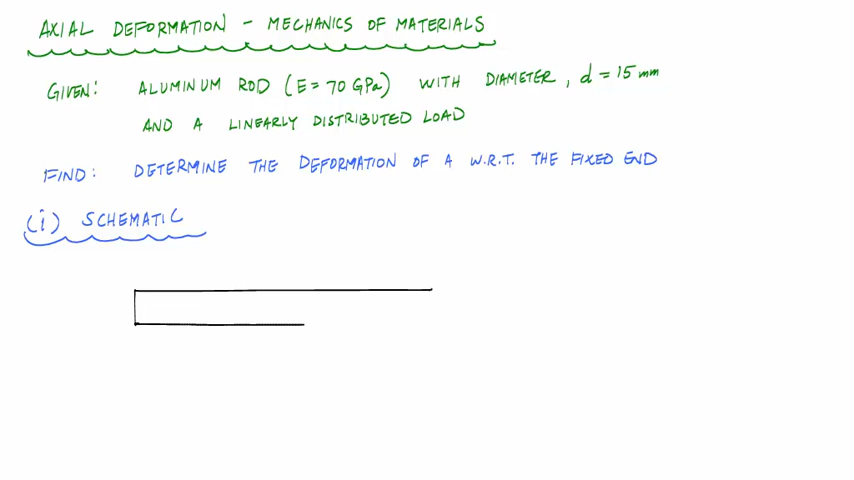 AXIAL DEFORMATION - MECHANICS OF MATERIALS
GIVEN: ALUMINUM ROD (E = 70 GPa) WITH DIAMETER, d = 15 mm
AND A LINEARLY DISTRIBUTED LOAD
FIND: DETERMINE THE DEFORMATION OF A W.R.T. THE FIXED END
(i) SCHEMATIC